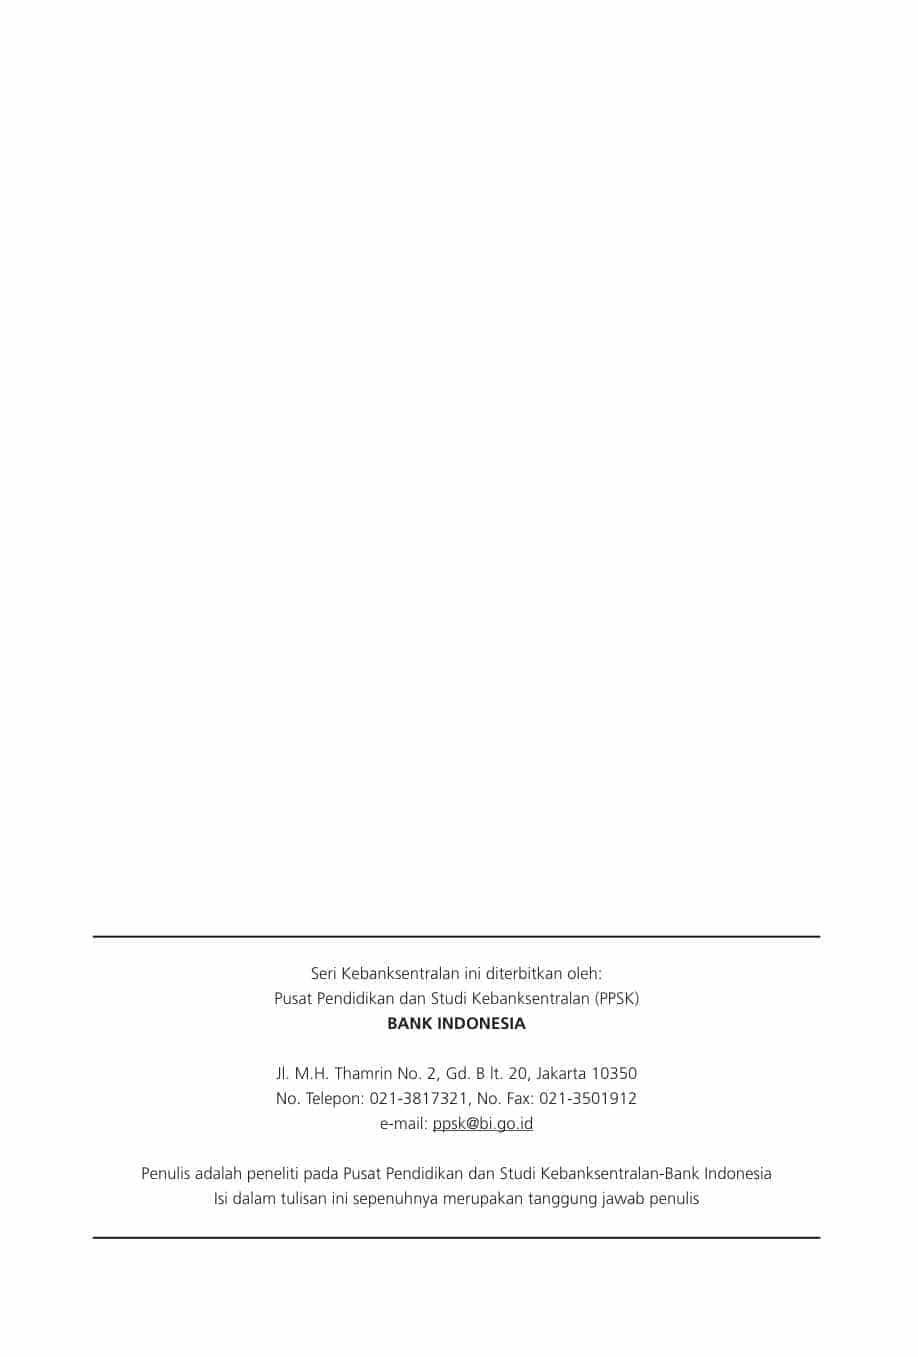 Seri Kebanksentralan ini diterbitkan oleh:
Pusat Pendidikan dan Studi Kebanksentralan (PPSK)
BANK INDONESIA
Jl. M.H. Thamrin No. 2, Gd. B lt. 20, Jakarta 10350
No. Telepon: 021-3817321, No. Fax: 021-3501912
e-mail: ppsk@bi.go.id
Penulis adalah peneliti pada Pusat Pendidikan dan Studi Kebanksentralan-Bank Indonesia
Isi dalam tulisan ini sepenuhnya merupakan tanggung jawab penulis